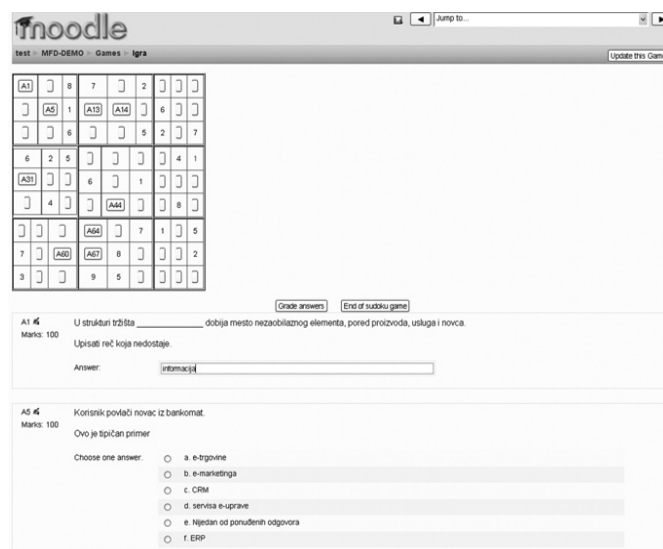 moodle
Jump to...
test ► MFD-DEMO ► Games ► Igra
Update this Game
A1 8 7 2
A5 1 A13 A14 6
6 5 2 7
6 2 5 4 1
A31 6 1
4 A44 8
A64 7 1 5
7 A60 A67 8 2
3 9 5
Grade answers End of sudoku game
A1
Marks: 100
U strukturi tržišta _______________ dobija mesto nezaobilaznog elementa, pored proizvoda, usluga i novca.
Upisati reč koja nedostaje.
Answer: informacija
A5
Marks: 100
Korisnik povlači novac iz bankomat.
Ovo je tipičan primer
Choose one answer.
a. e-trgovine
b. e-marketinga
c. CRM
d. servisa e-uprave
e. Nijedan od ponuđenih odgovora
f. ERP